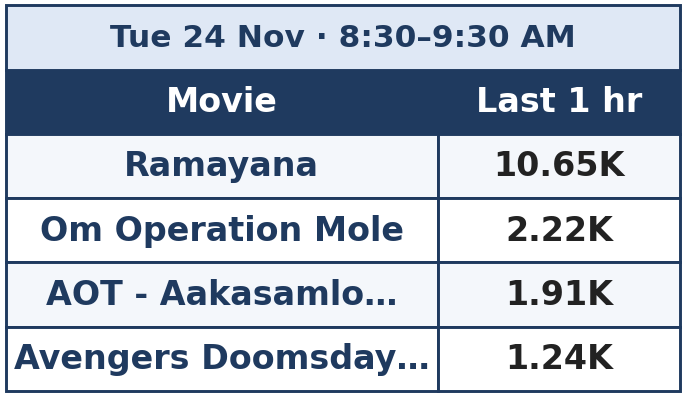 Tue 24 Nov · 8:30–9:30 AM
Movie Last 1 hr
Ramayana 10.65K
Om Operation Mole 2.22K
AOT - Aakasamlo... 1.91K
Avengers Doomsday... 1.24K